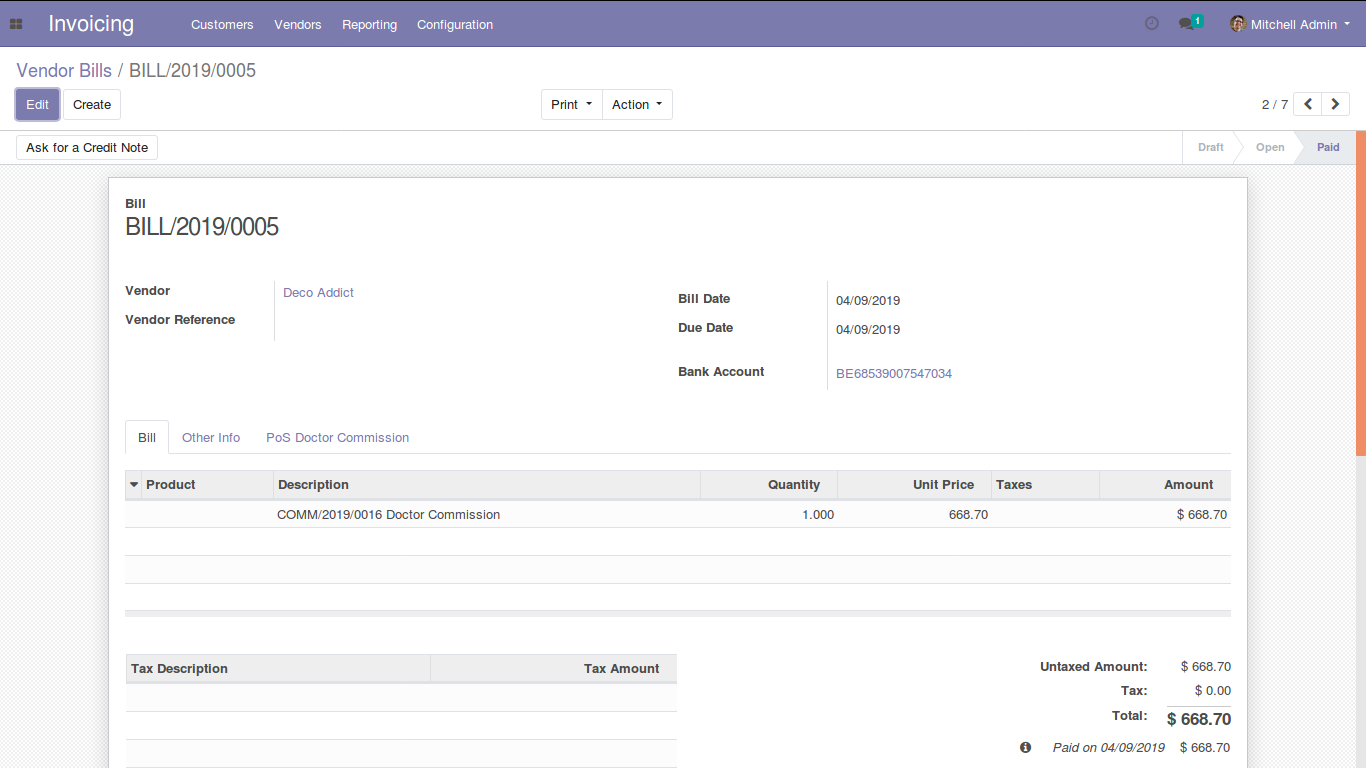 Invoicing Customers Vendors Reporting Configuration 1 Mitchell Admin
Vendor Bills / BILL/2019/0005
Edit Create Print Action 2 / 7
Ask for a Credit Note Draft Open Paid
Bill
BILL/2019/0005
Vendor Deco Addict
Vendor Reference
Bill Date 04/09/2019
Due Date 04/09/2019
Bank Account BE68539007547034
Bill Other Info PoS Doctor Commission
Product Description Quantity Unit Price Taxes Amount
COMM/2019/0016 Doctor Commission 1.000 668.70 $ 668.70
Tax Description Tax Amount
Untaxed Amount: $ 668.70
Tax: $ 0.00
Total: $ 668.70
Paid on 04/09/2019 $ 668.70